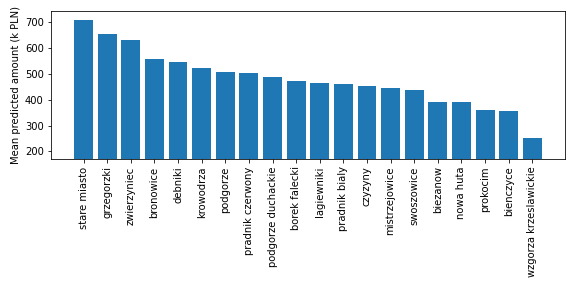 Mean predicted amount (k PLN)
700
600
500
400
300
200
stare miasto
grzegorzki
zwierzyniec
bronowice
debniki
krowodrza
podgorze
pradnik czerwony
podgorze duchackie
borek falecki
lagiewniki
pradnik bialy
czyzyny
mistrzejowice
swoszowice
biezanow
nowa huta
prokocim
bienczyce
wzgorza krzeslawickie